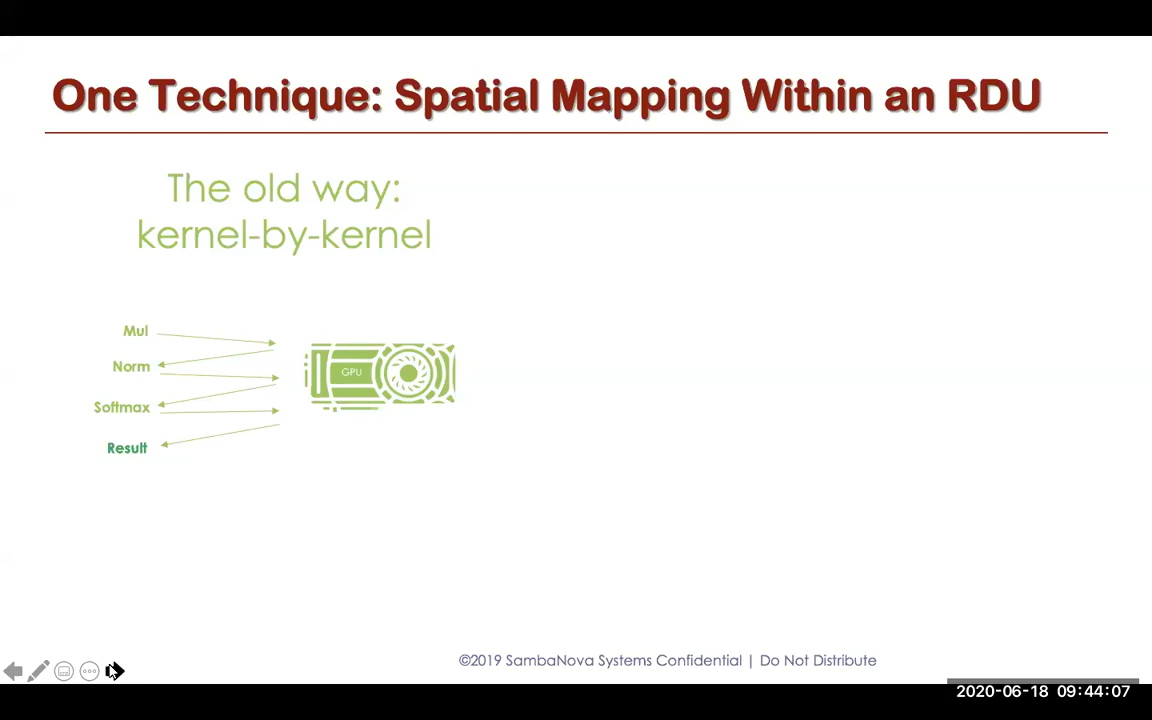 One Technique: Spatial Mapping Within an RDU
The old way:
kernel-by-kernel
Mul
Norm
Softmax
Result
GPU
©2019 SambaNova Systems Confidential | Do Not Distribute
2020-06-18 09:44:07